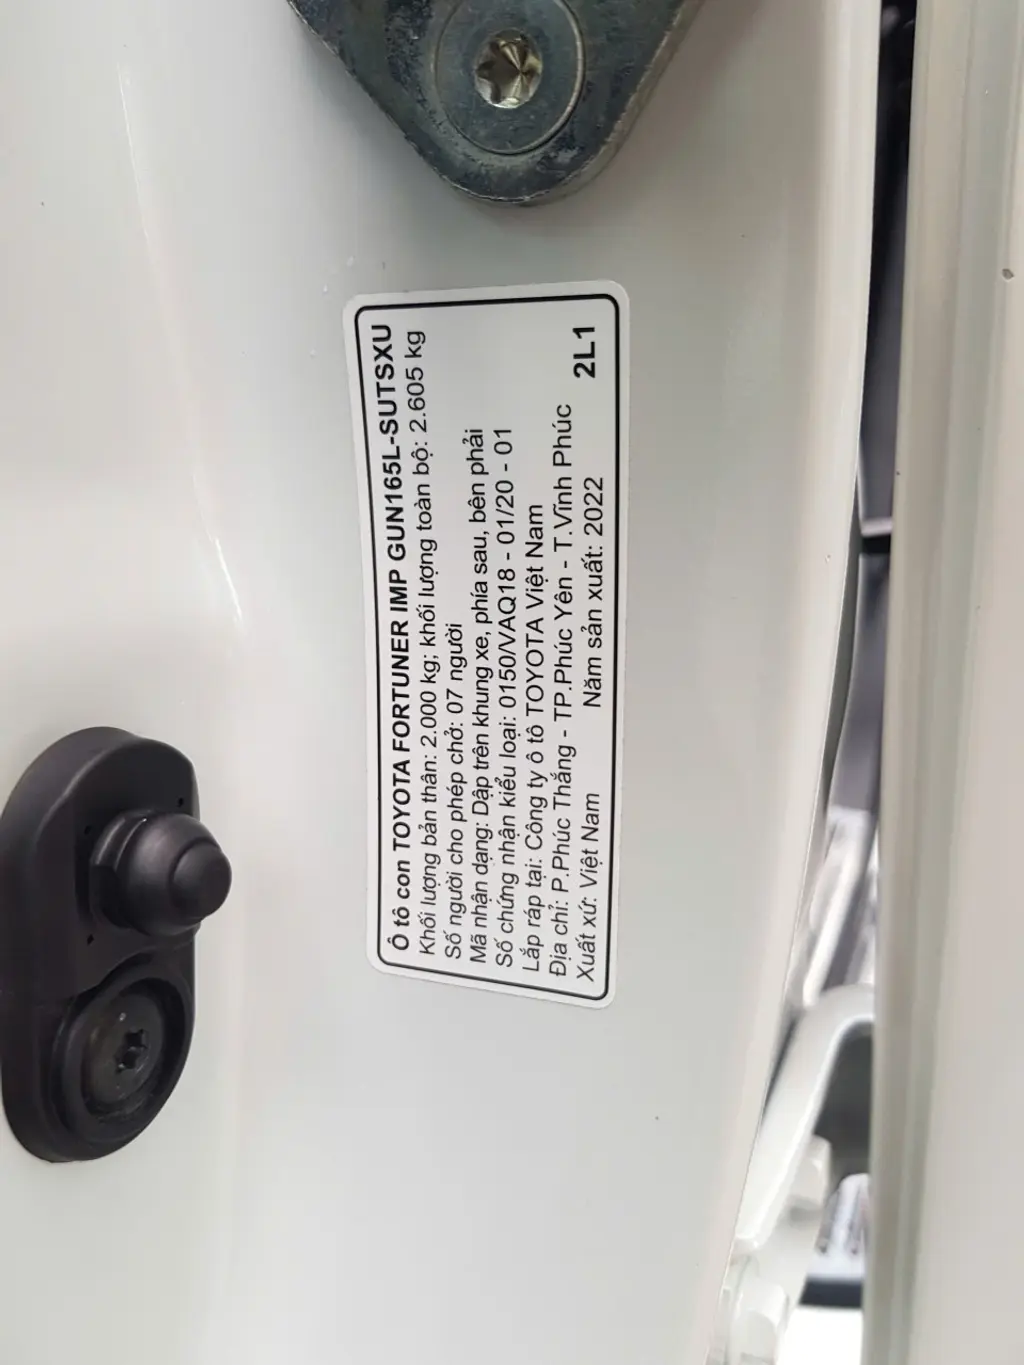 Ô tô con TOYOTA FORTUNER IMP GUN165L-SUTSXU
Khối lượng bản thân: 2.000 kg; khối lượng toàn bộ: 2.605 kg
Số người cho phép chở: 07 người
Mã nhận dạng: Dập trên khung xe, phía sau, bên phải
Số chứng nhận kiểu loại: 0150/VAQ18 - 01/20 - 01
Lắp ráp tại: Công ty ô tô TOYOTA Việt Nam
Địa chỉ: P.Phúc Thắng - TP.Phúc Yên - T.Vĩnh Phúc
Xuất xứ: Việt Nam Năm sản xuất: 2022 2L1